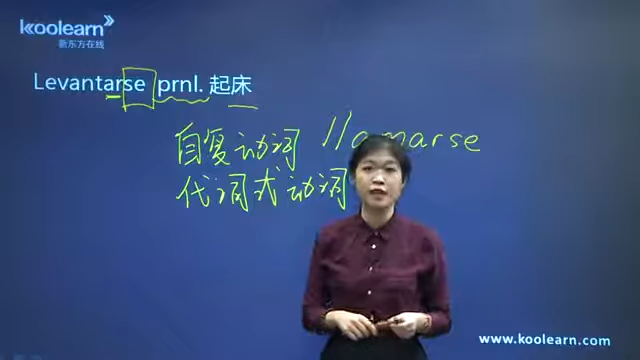 koolearn
新东方在线
Levantarse prnl. 起床
自复动词 llamarse
代词式动词
www.koolearn.com